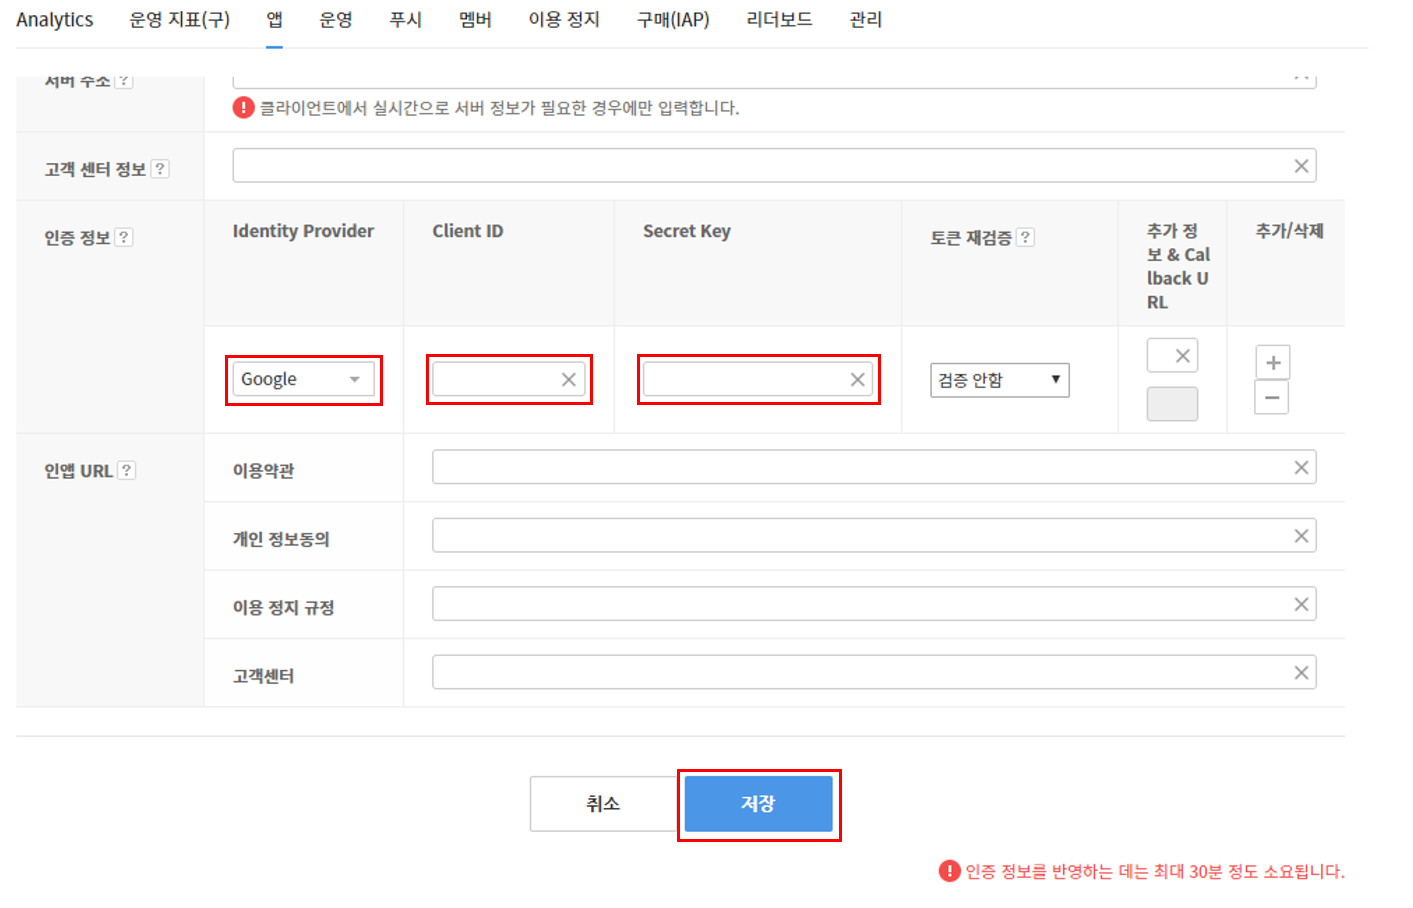 Analytics 운영 지표(구) 앱 운영 푸시 멤버 이용 정지 구매(IAP) 리더보드 관리
서버 주소 ?
! 클라이언트에서 실시간으로 서버 정보가 필요한 경우에만 입력합니다.
고객 센터 정보 ?
인증 정보 ? Identity Provider Client ID Secret Key 토큰 재검증 ? 추가 정 추가/삭제
보 & Cal
lback U
RL
Google 검증 안함
인앱 URL ? 이용약관
개인 정보동의
이용 정지 규정
고객센터
취소 저장
! 인증 정보를 반영하는 데는 최대 30분 정도 소요됩니다.